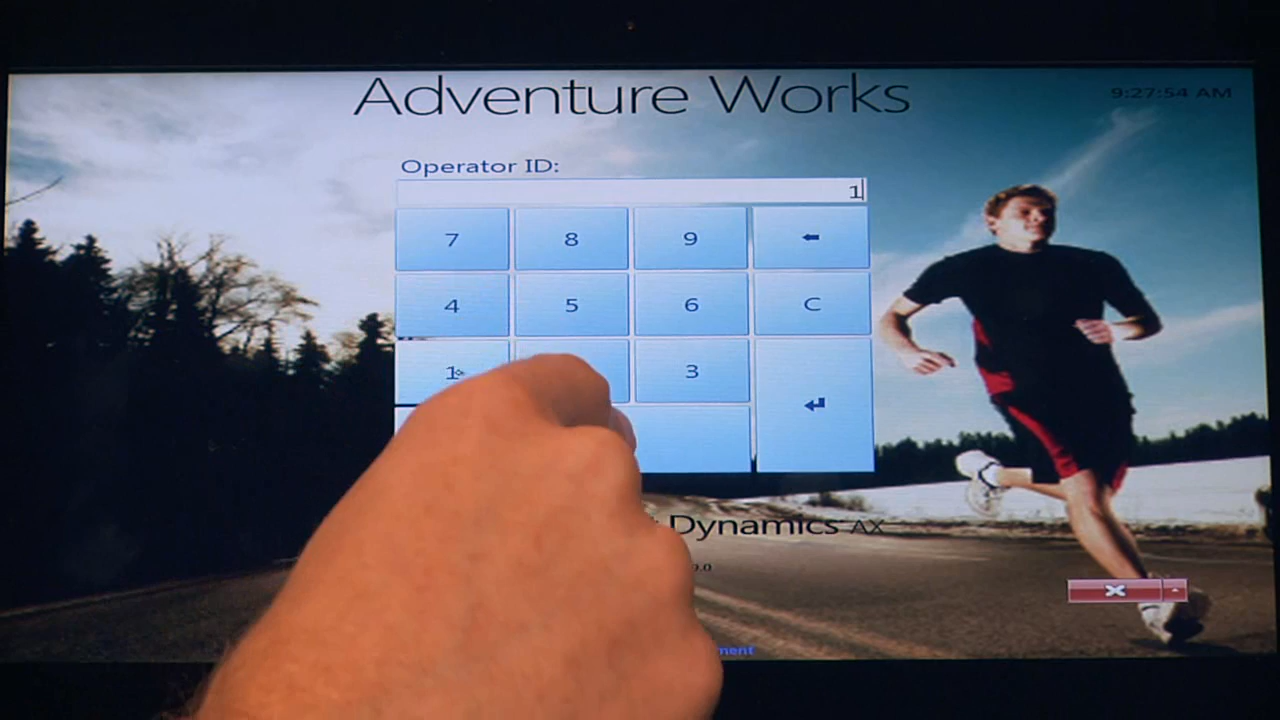 Adventure Works
9:27:54 AM
Operator ID:
1
7 8 9
4 5 6 C
1 3
Dynamics AX